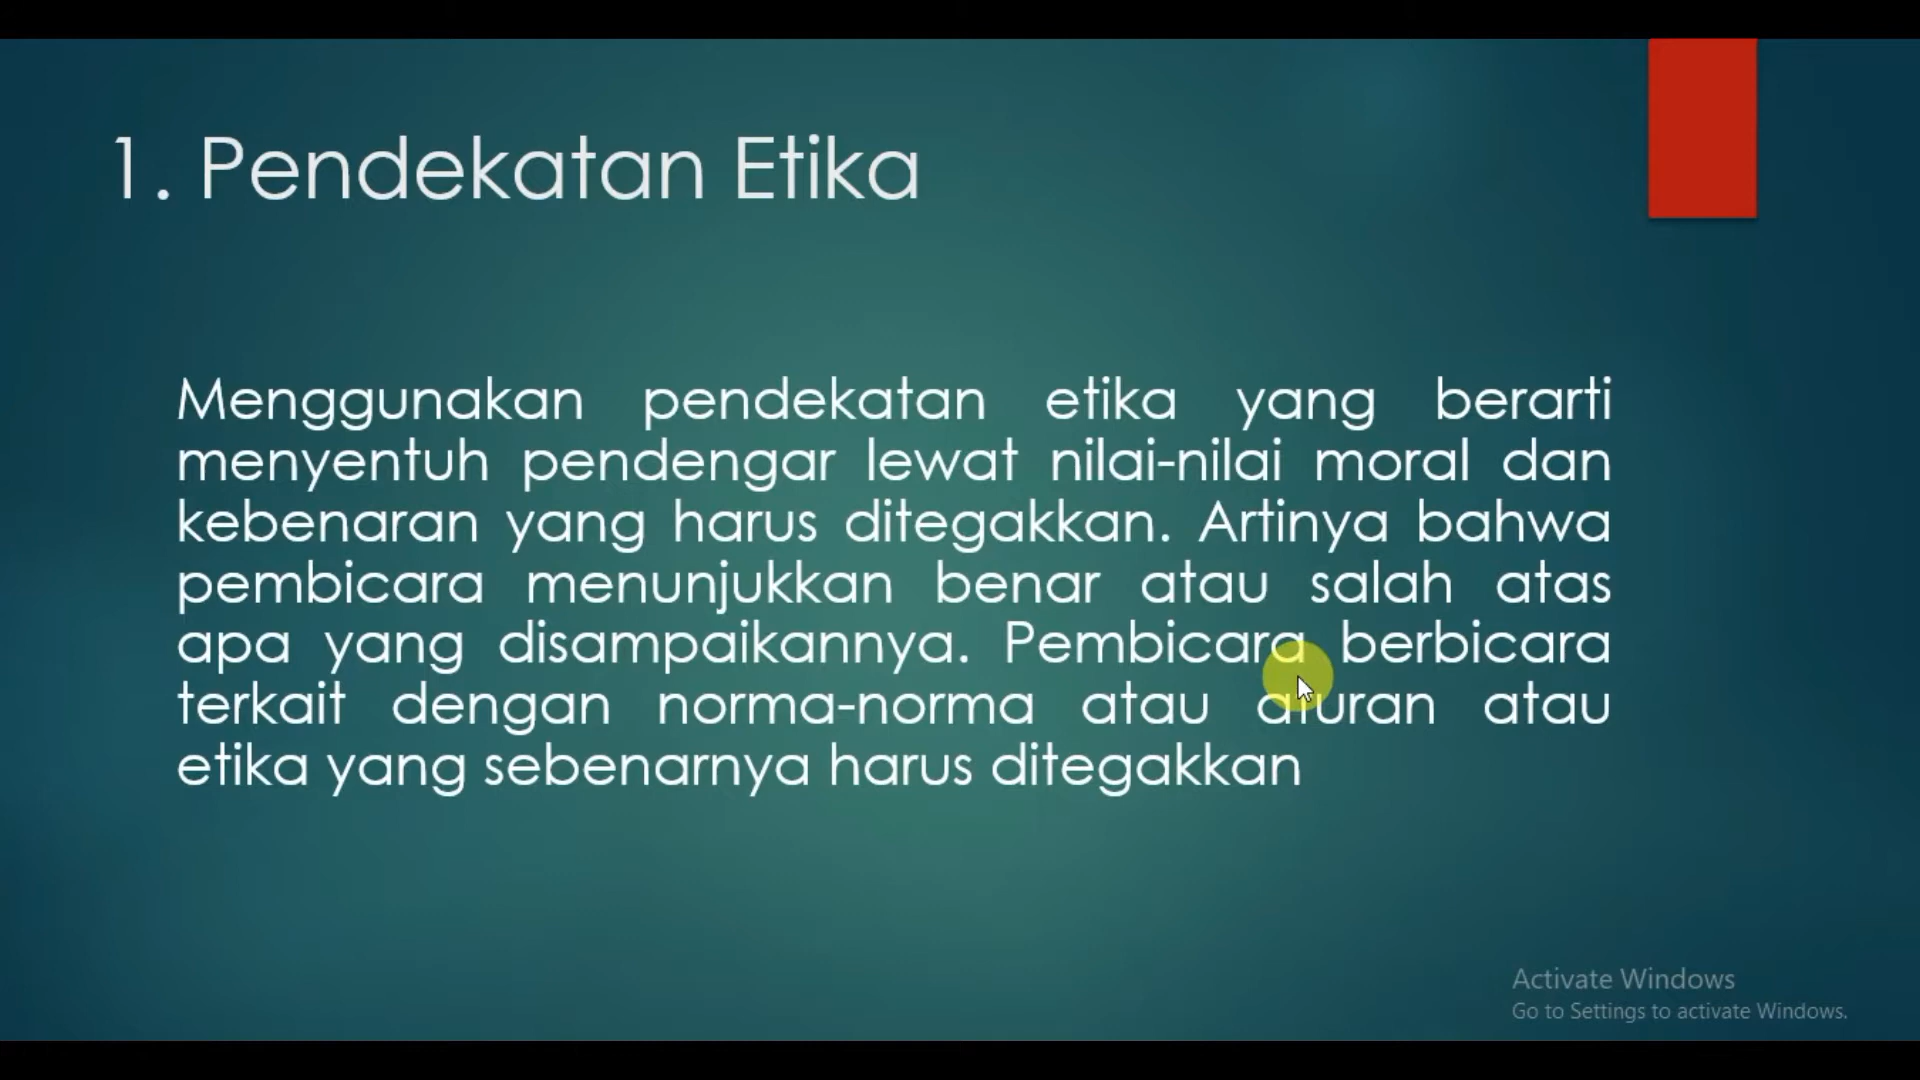 1. Pendekatan Etika
Menggunakan pendekatan etika yang berarti
menyentuh pendengar lewat nilai-nilai moral dan
kebenaran yang harus ditegakkan. Artinya bahwa
pembicara menunjukkan benar atau salah atas
apa yang disampaikannya. Pembicara berbicara
terkait dengan norma-norma atau aturan atau
etika yang sebenarnya harus ditegakkan
Activate Windows
Go to Settings to activate Windows.